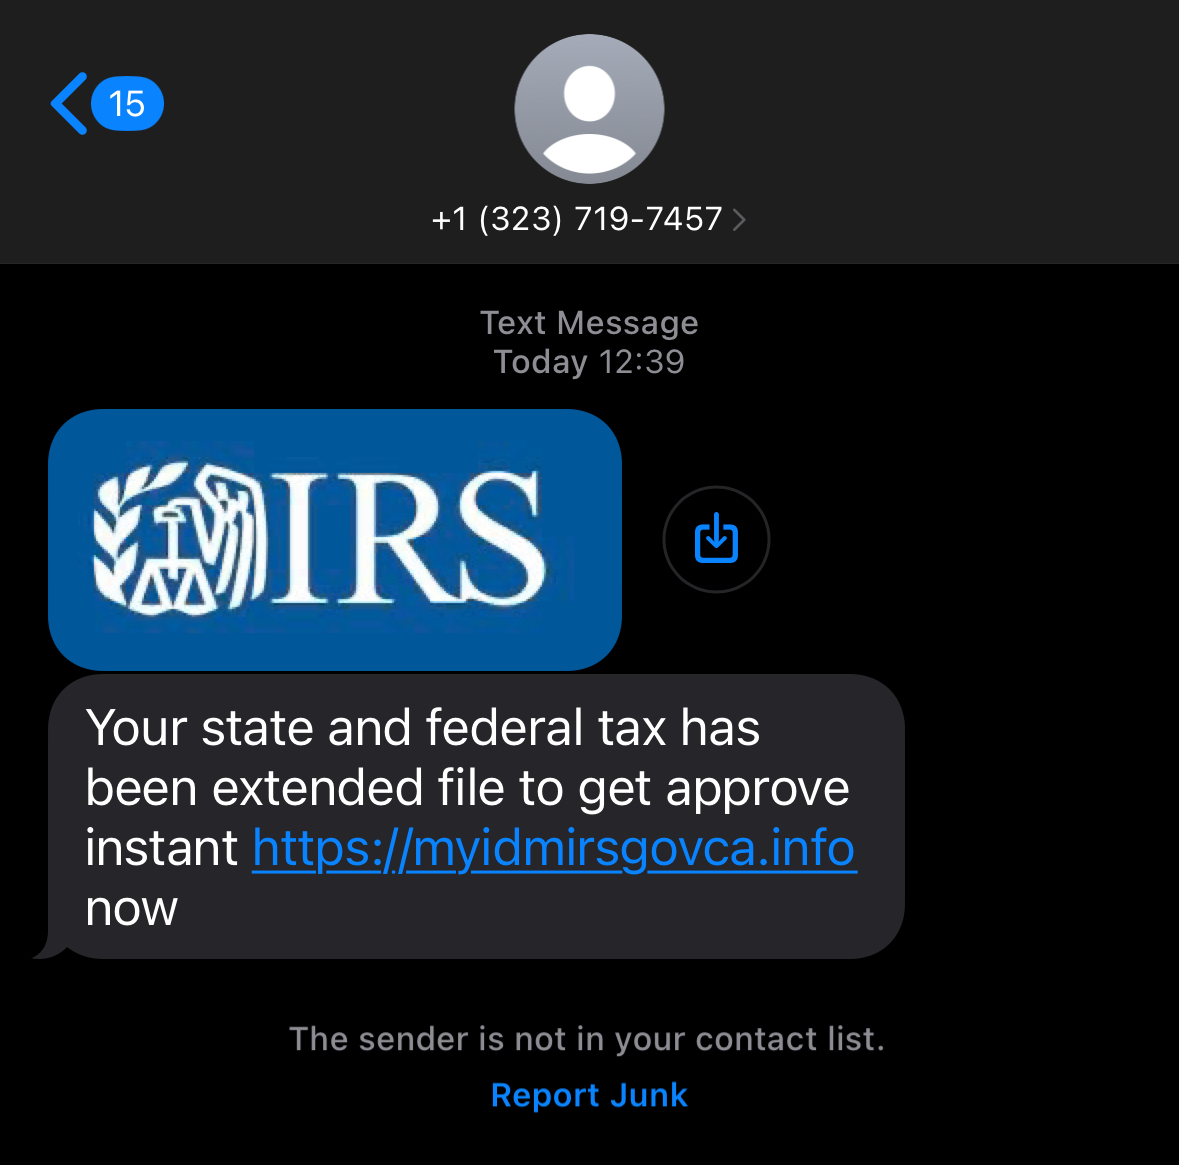 15
+1 (323) 719-7457
Text Message
Today 12:39
IRS
Your state and federal tax has
been extended file to get approve
instant https://myidmirsgovca.info
now
The sender is not in your contact list.
Report Junk